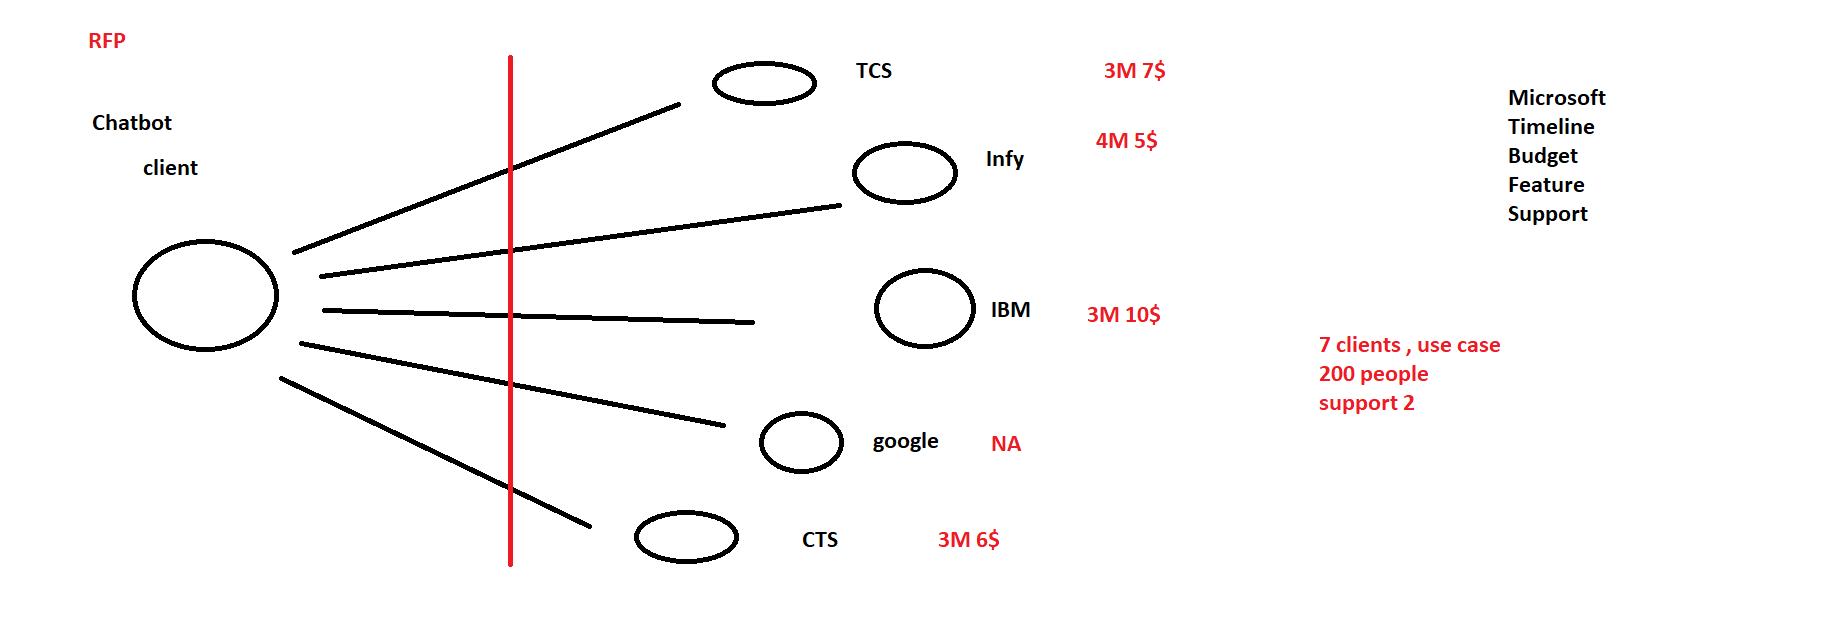 RFP
Chatbot
client
TCS
3M 7$
Infy
4M 5$
IBM
3M 10$
google
NA
CTS
3M 6$
Microsoft
Timeline
Budget
Feature
Support
7 clients , use case
200 people
support 2